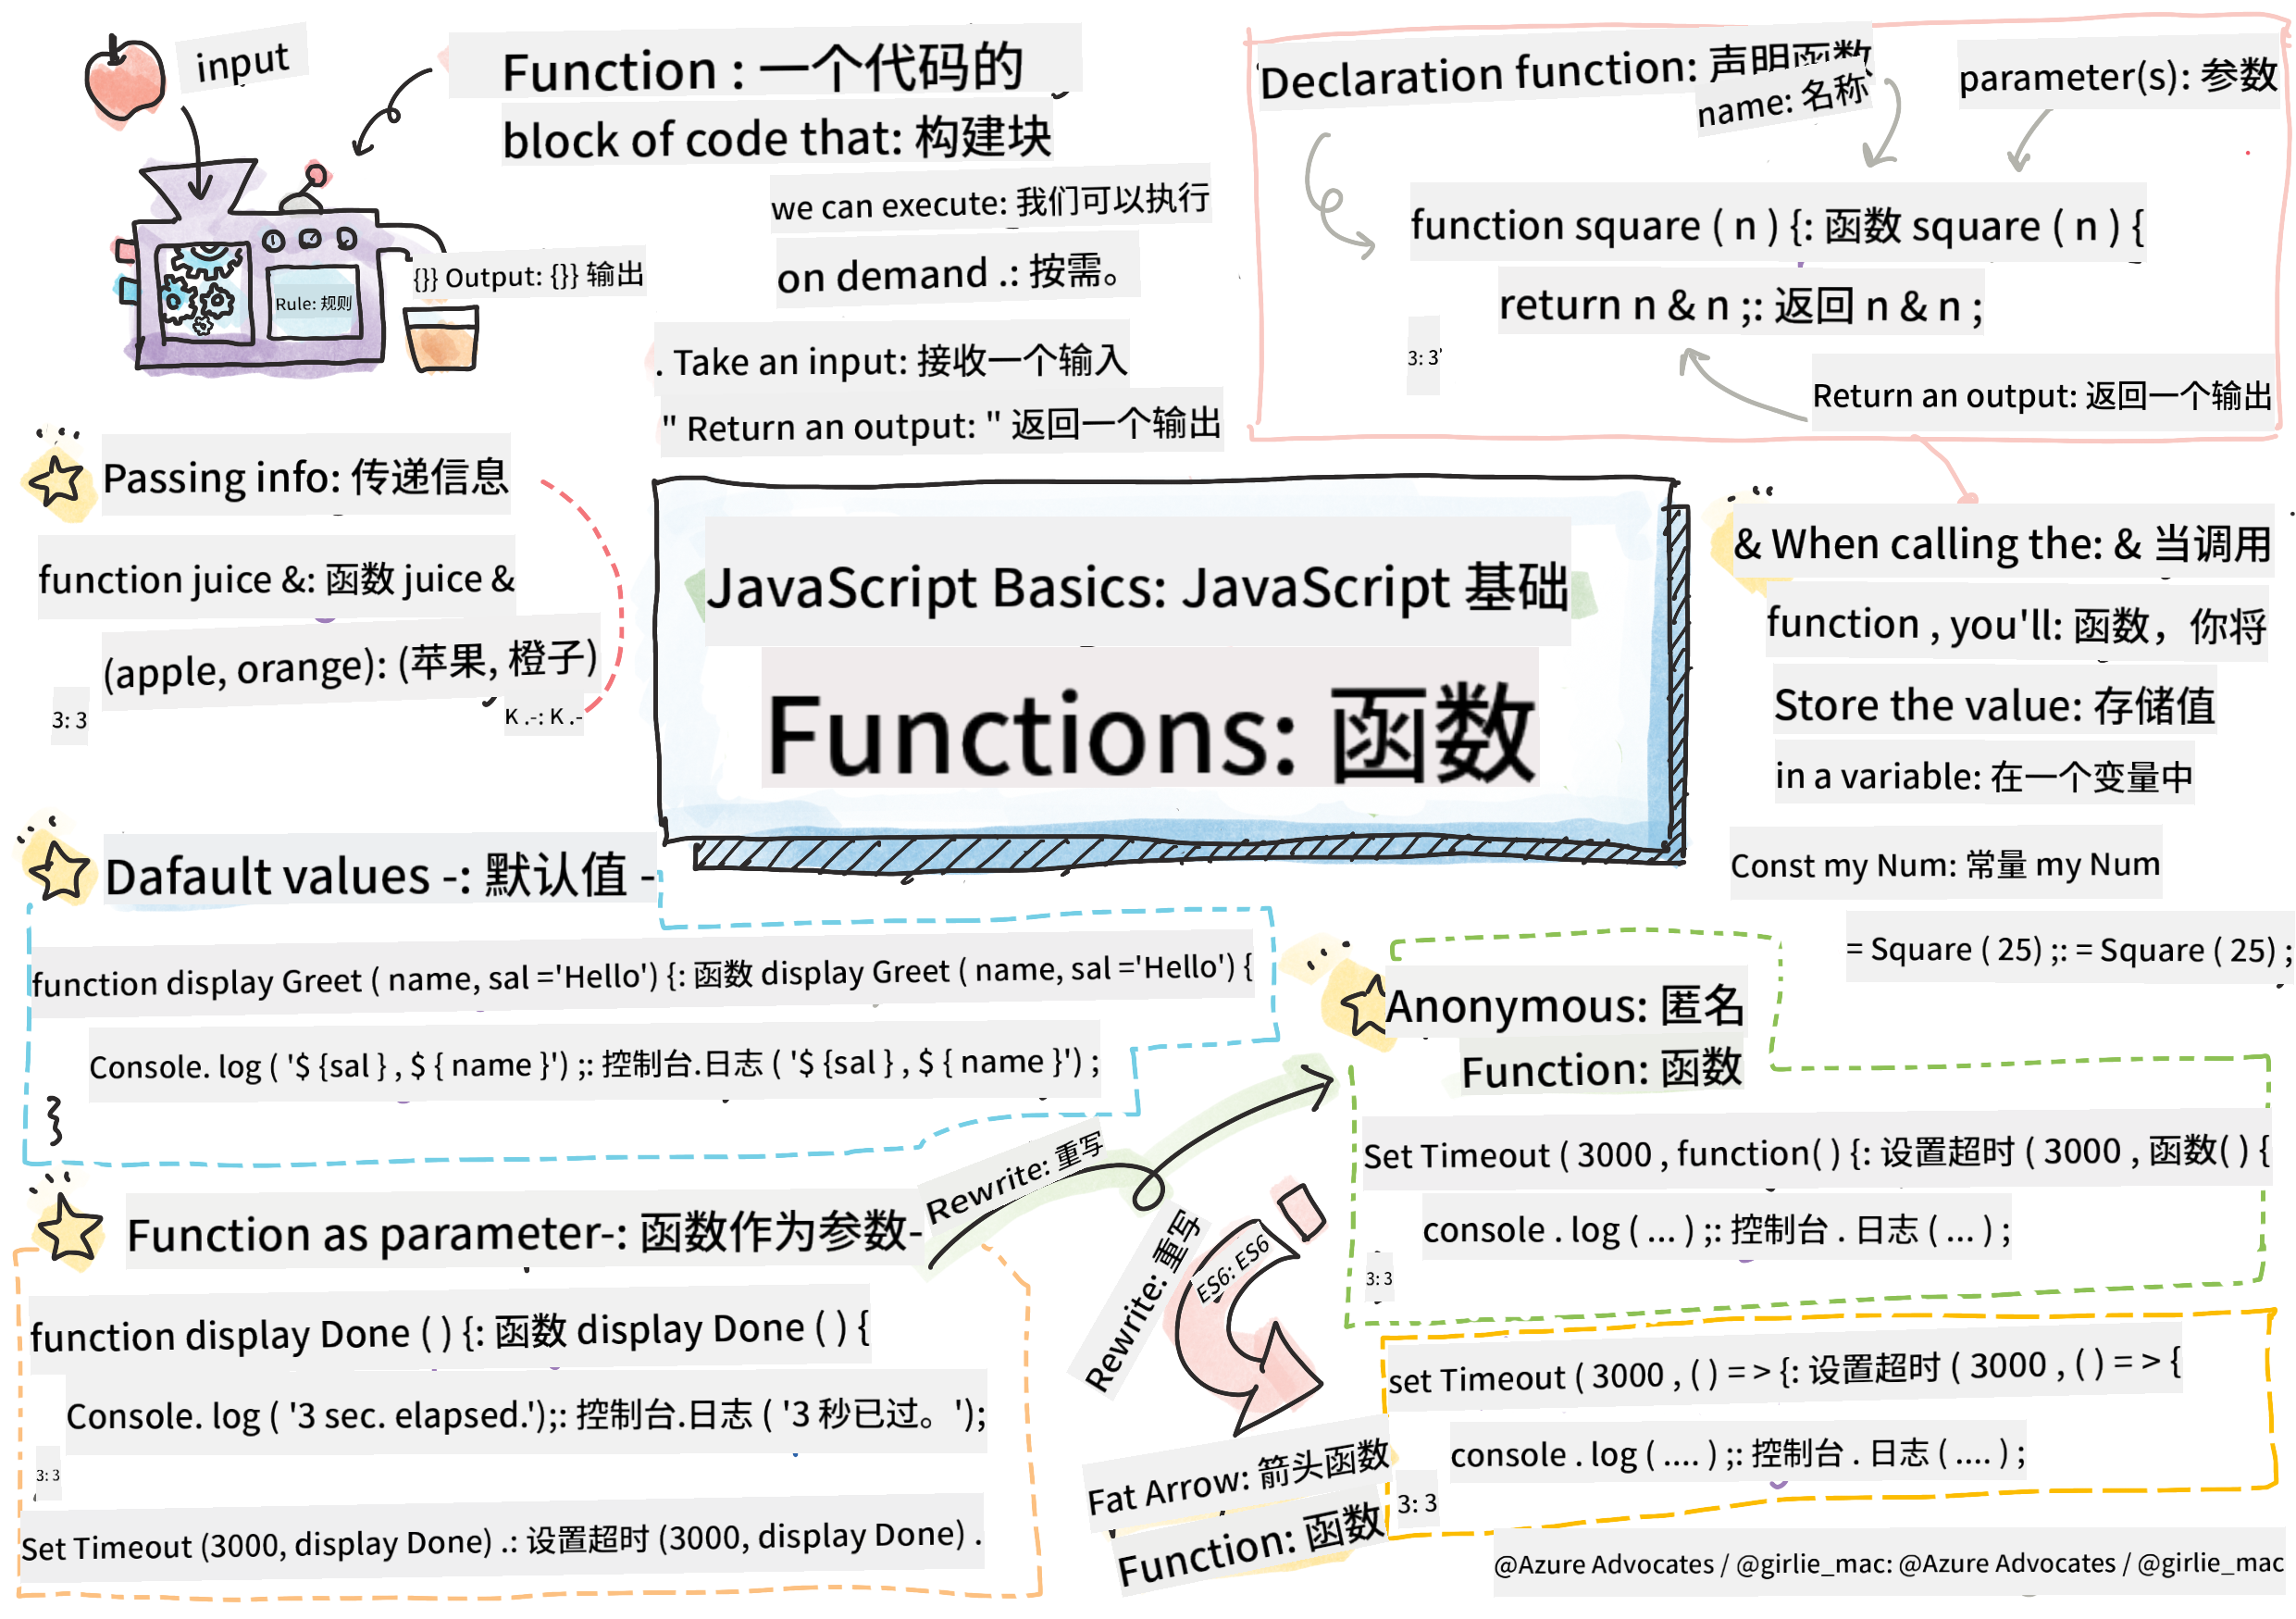 input
Function : 一个代码的
block of code that: 构建块
we can execute: 我们可以执行
on demand .: 按需。
. Take an input: 接收一个输入
" Return an output: " 返回一个输出
{}} Output: {}} 输出
Rule: 规则
Declaration function: 声明函数
name: 名称
parameter(s): 参数
function square ( n ) {: 函数 square ( n ) {
return n & n ;: 返回 n & n ;
3: 3'
Return an output: 返回一个输出
Passing info: 传递信息
function juice &: 函数 juice &
(apple, orange): (苹果, 橙子)
3: 3
K .-: K .-
JavaScript Basics: JavaScript 基础
Functions: 函数
& When calling the: & 当调用
function , you'll: 函数，你将
Store the value: 存储值
in a variable: 在一个变量中
Const my Num: 常量 my Num
= Square ( 25) ;: = Square ( 25) ;
Dafault values -: 默认值 -
function display Greet ( name, sal ='Hello') {: 函数 display Greet ( name, sal ='Hello') {
Console. log ( '$ {sal } , $ { name }') ;: 控制台.日志 ( '$ {sal } , $ { name }') ;
}
Function as parameter-: 函数作为参数-
function display Done ( ) {: 函数 display Done ( ) {
Console. log ( '3 sec. elapsed.');: 控制台.日志 ( '3 秒已过。');
3: 3
Set Timeout (3000, display Done) .: 设置超时 (3000, display Done) .
Rewrite: 重写
Rewrite: 重写
ES6: ES6
Anonymous: 匿名
Function: 函数
Set Timeout ( 3000 , function( ) {: 设置超时 ( 3000 , 函数( ) {
console . log ( ... ) ;: 控制台 . 日志 ( ... ) ;
3: 3
Fat Arrow: 箭头函数
Function: 函数
set Timeout ( 3000 , ( ) = > {: 设置超时 ( 3000 , ( ) = > {
console . log ( .... ) ;: 控制台 . 日志 ( .... ) ;
3: 3
@Azure Advocates / @girlie_mac: @Azure Advocates / @girlie_mac